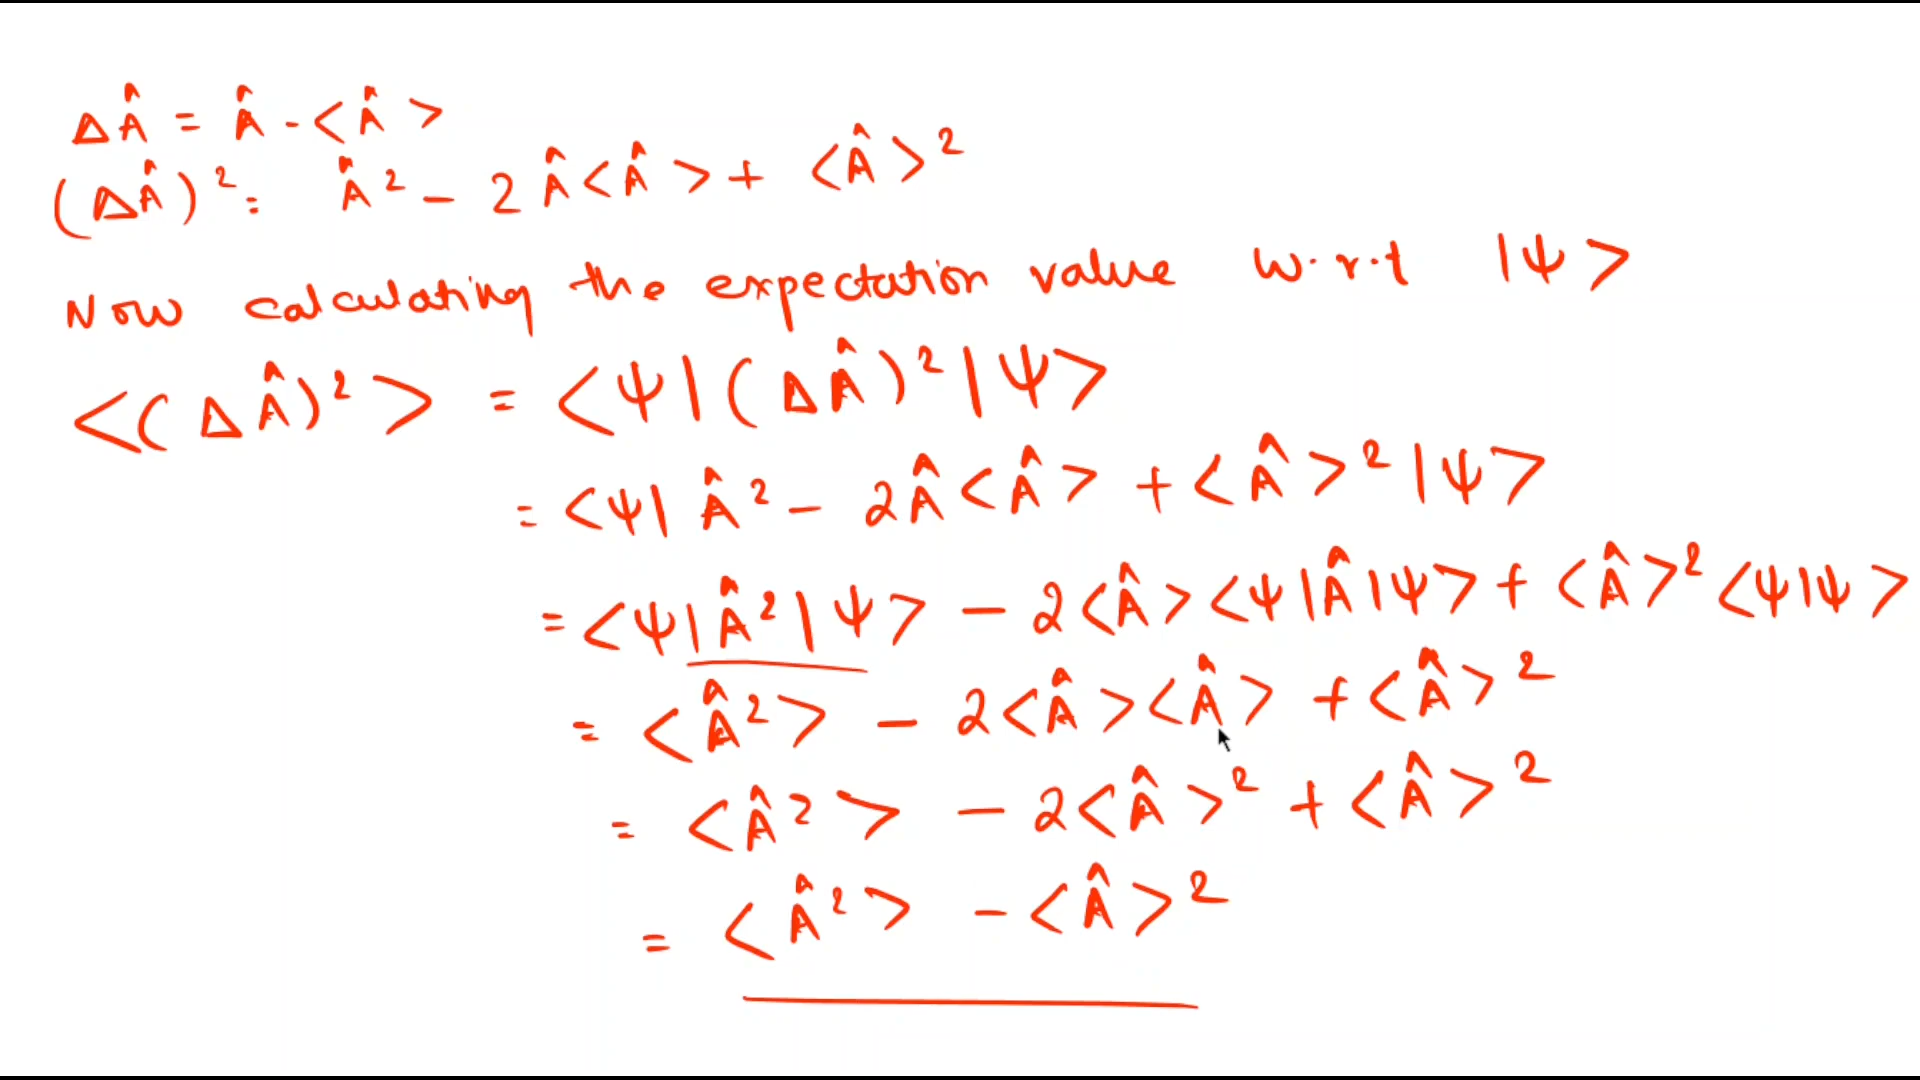 ΔÂ = Â - <Â>
(ΔÂ)² = Â² - 2Â<Â> + <Â>²
Now calculating the expectation value w.r.t |Ψ>
<(ΔÂ)²> = <Ψ|(ΔÂ)²|Ψ>
= <Ψ| Â² - 2Â<Â> + <Â>² |Ψ>
= <Ψ|Â²|Ψ> - 2<Â><Ψ|Â|Ψ> + <Â>²<Ψ|Ψ>
= <Â²> - 2<Â><Â> + <Â>²
= <Â²> - 2<Â>² + <Â>²
= <Â²> - <Â>²